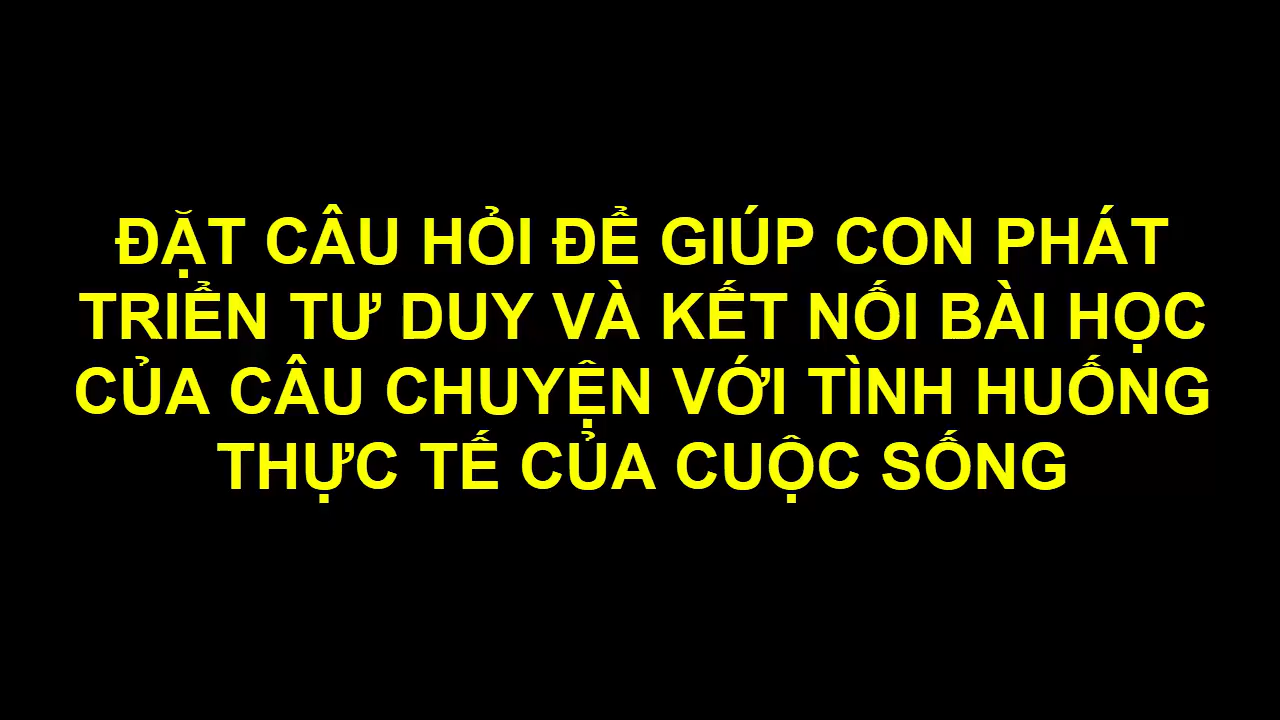 ĐẶT CÂU HỎI ĐỂ GIÚP CON PHÁT
TRIỂN TƯ DUY VÀ KẾT NỐI BÀI HỌC
CỦA CÂU CHUYỆN VỚI TÌNH HUỐNG
THỰC TẾ CỦA CUỘC SỐNG